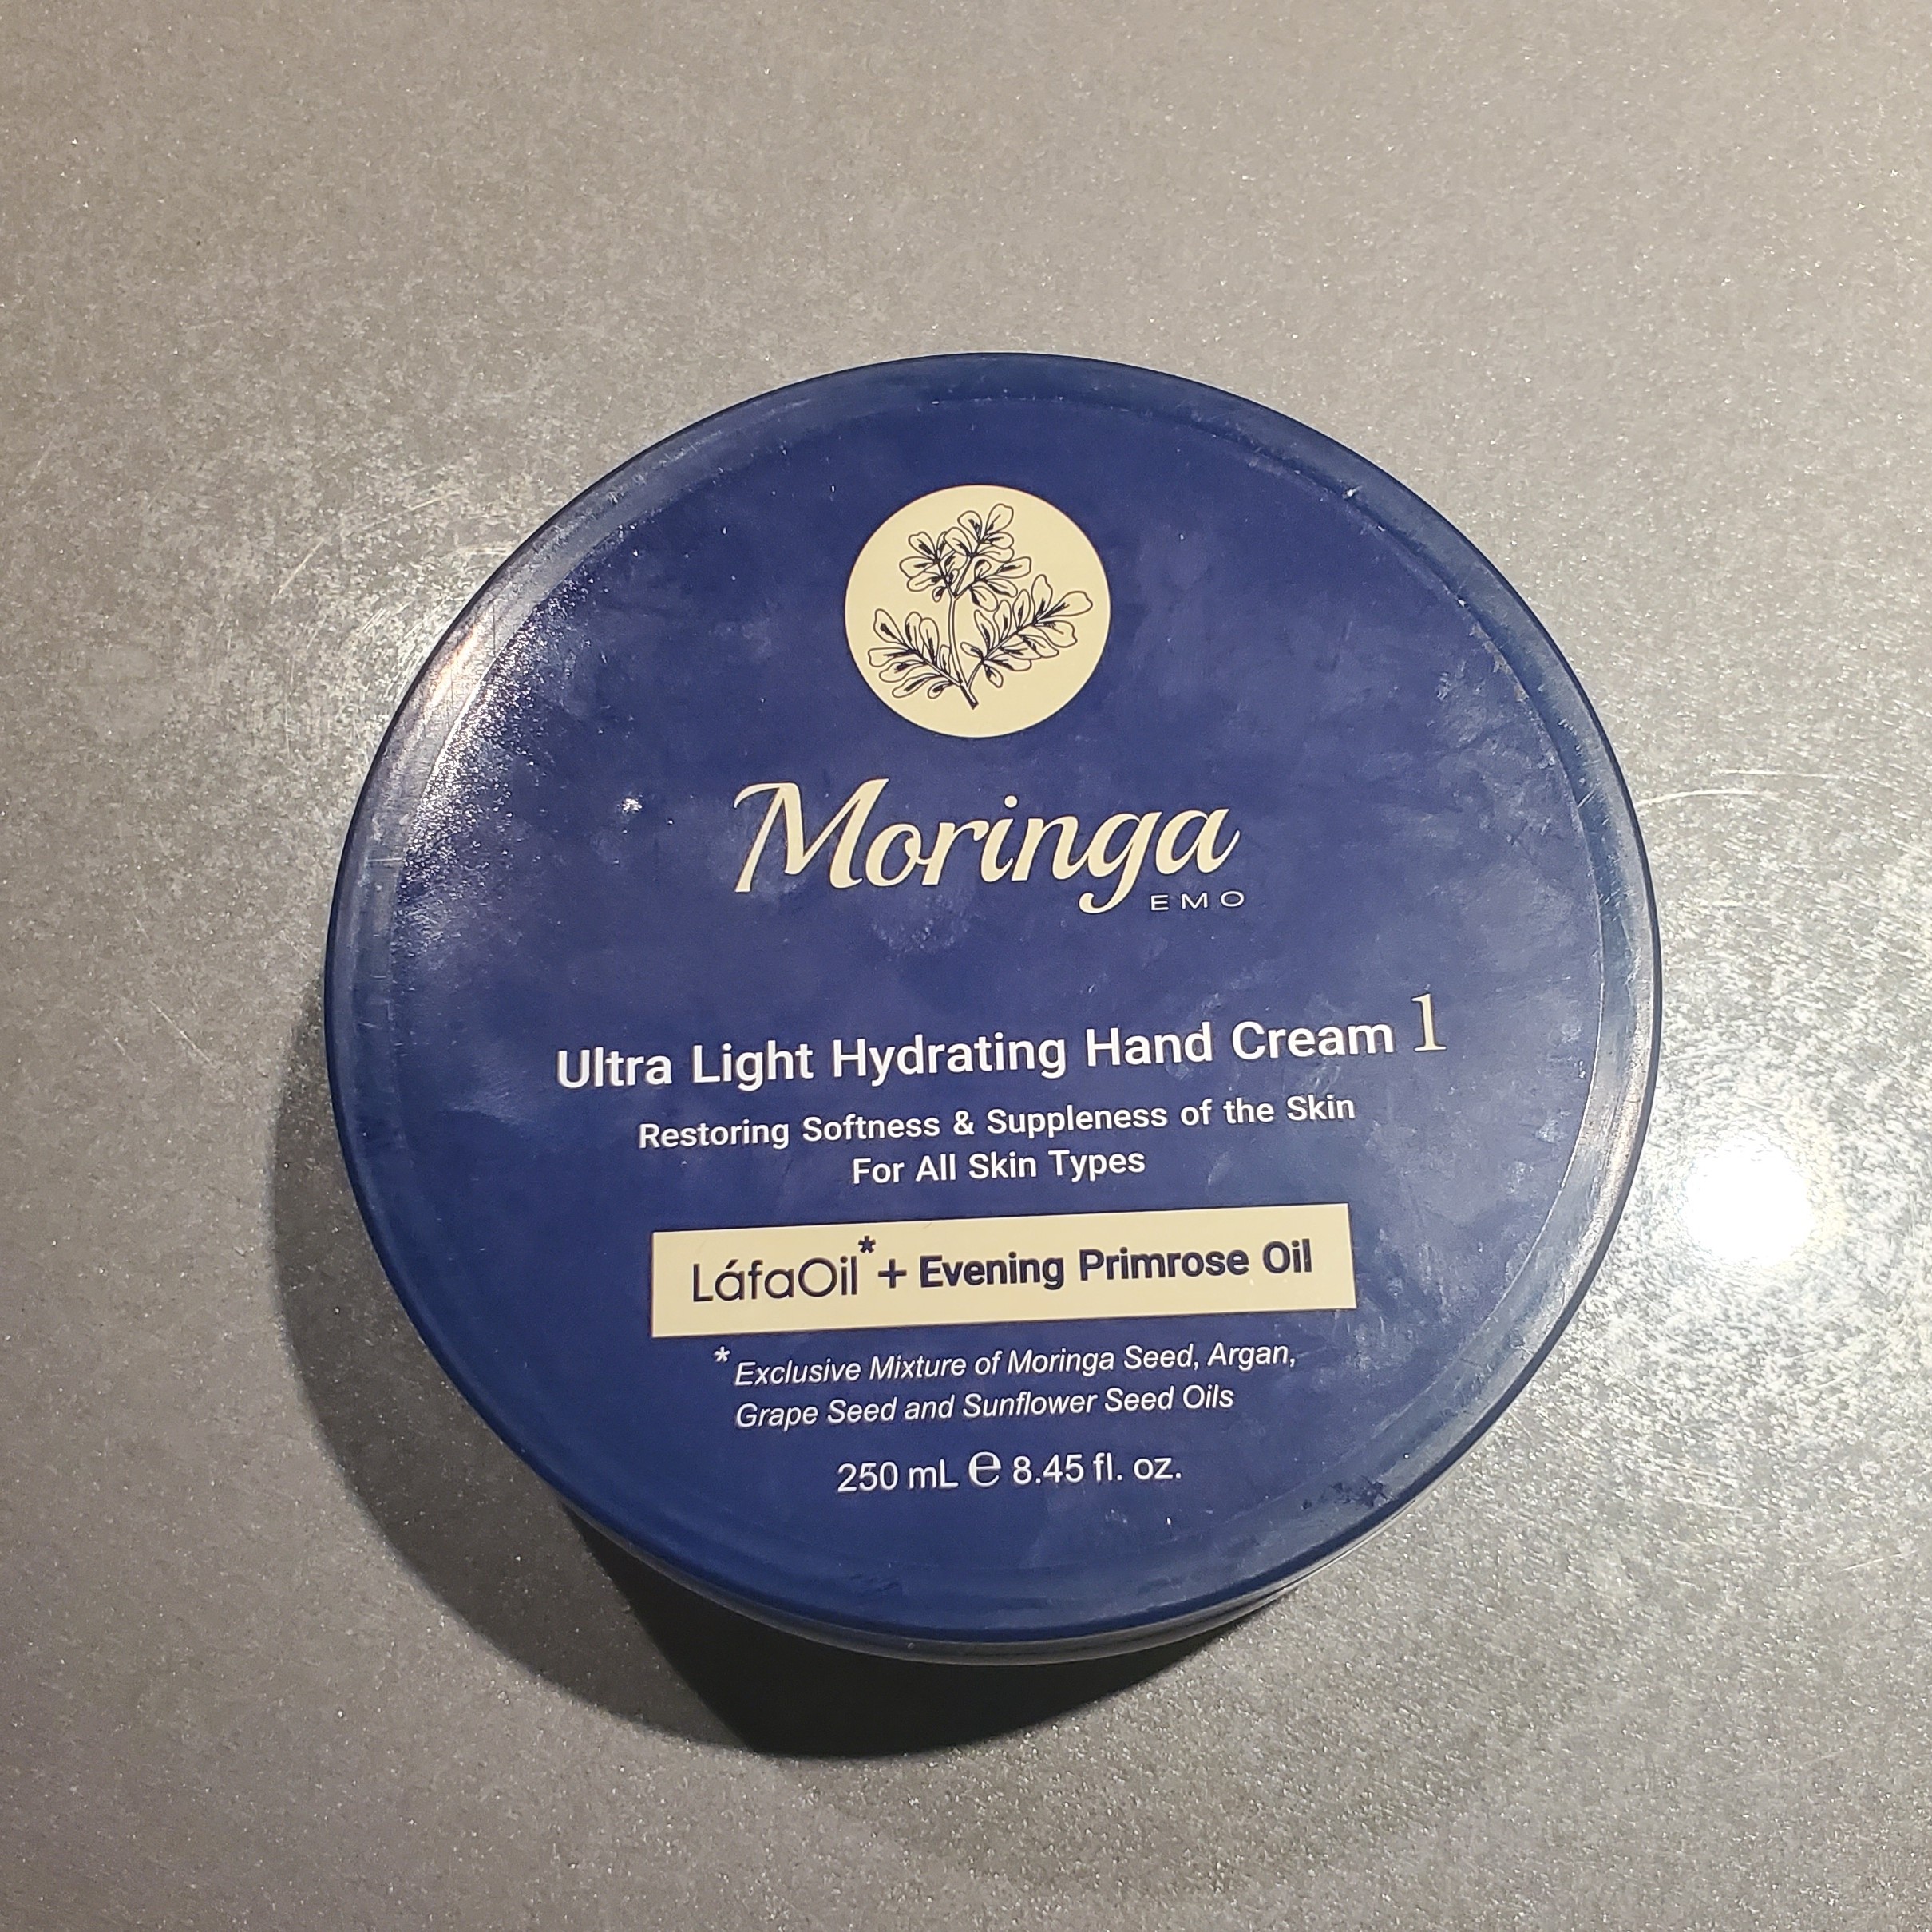 Moringa
EMO
Ultra Light Hydrating Hand Cream 1
Restoring Softness & Suppleness of the Skin
For All Skin Types
LáfaOil* + Evening Primrose Oil
* Exclusive Mixture of Moringa Seed, Argan,
Grape Seed and Sunflower Seed Oils
250 mL ℮ 8.45 fl. oz.